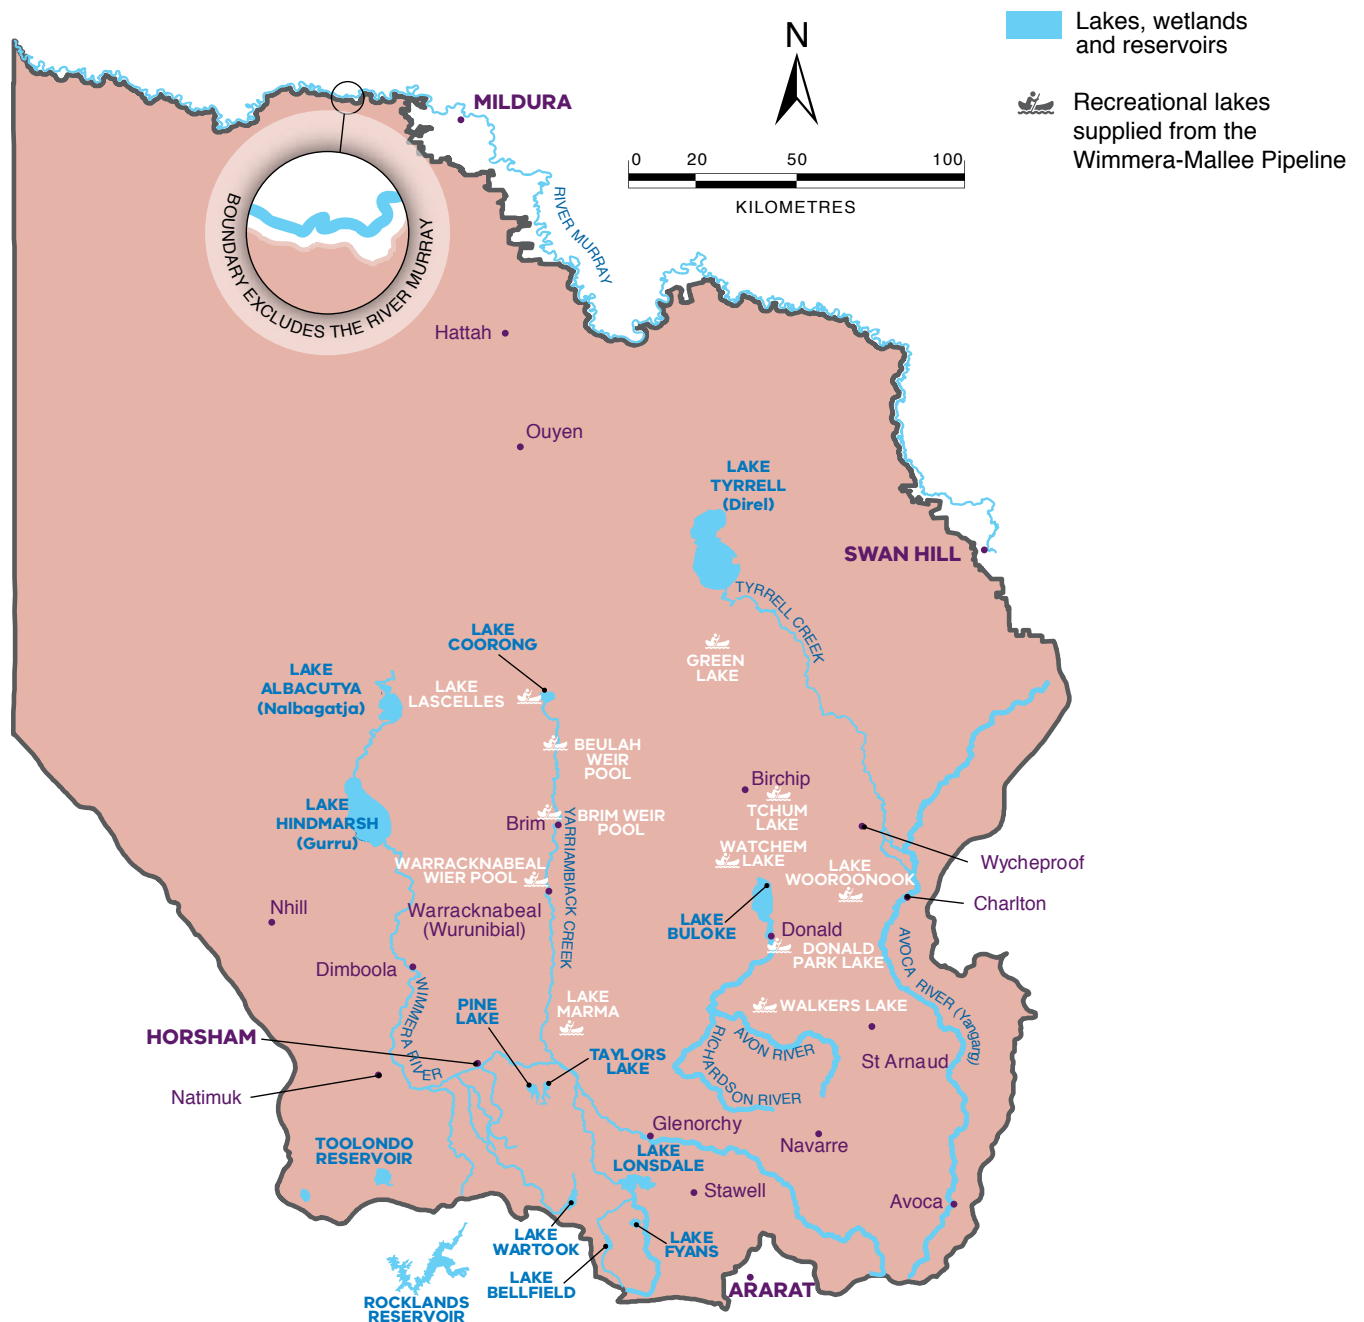 Lakes, wetlands
and reservoirs
Recreational lakes
supplied from the
Wimmera-Mallee Pipeline
N
0 20 50 100
KILOMETRES
MILDURA
RIVER MURRAY
BOUNDARY EXCLUDES THE RIVER MURRAY
Hattah
Ouyen
LAKE
TYRRELL
(Direl)
SWAN HILL
TYRRELL CREEK
LAKE
COORONG
GREEN
LAKE
LAKE
ALBACUTYA
(Nalbagatja)
LAKE
LASCELLES
BEULAH
WEIR
POOL
Birchip
TCHUM
LAKE
LAKE
HINDMARSH
(Gurru)
Brim
BRIM WEIR
POOL
YARRIAMBIACK CREEK
WATCHEM
LAKE
Wycheproof
WARRACKNABEAL
WIER POOL
LAKE
WOOROONOOK
Charlton
Nhill
Warracknabeal
(Wurunibial)
LAKE
BULOKE
Donald
DONALD
PARK LAKE
AVOCA RIVER (Yangarg)
Dimboola
WIMMERA RIVER
PINE
LAKE
LAKE
MARMA
WALKERS LAKE
HORSHAM
TAYLORS
LAKE
RICHARDSON RIVER
AVON RIVER
St Arnaud
Natimuk
Glenorchy
Navarre
TOOLONDO
RESERVOIR
LAKE
LONSDALE
Stawell
Avoca
LAKE
WARTOOK
LAKE
FYANS
LAKE
BELLFIELD
ARARAT
ROCKLANDS
RESERVOIR